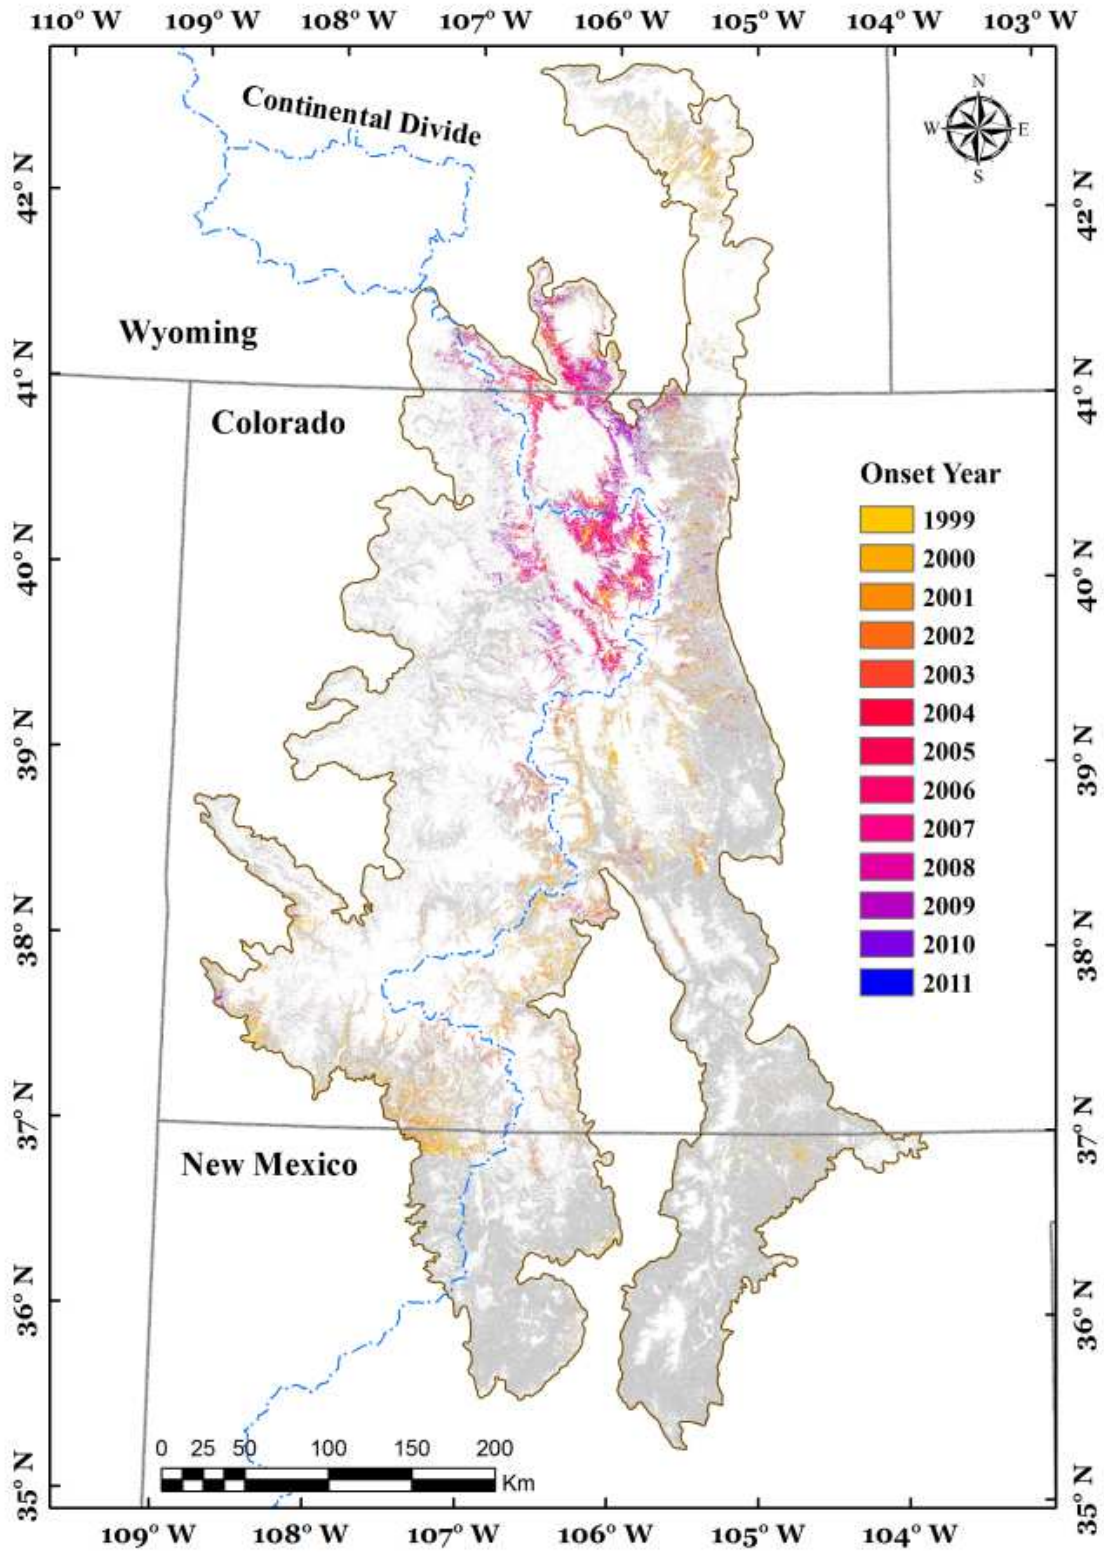 110° W 109° W 108° W 107° W 106° W 105° W 104° W 103° W
Continental Divide
N
W E
S
42° N 42° N
Wyoming
41° N 41° N
Colorado
Onset Year
1999
2000
40° N 40° N
2001
2002
2003
2004
39° N 39° N
2005
2006
2007
2008
2009
38° N 38° N
2010
2011
37° N 37° N
New Mexico
36° N 36° N
0 25 50 100 150 200
Km
35° N 35° N
109° W 108° W 107° W 106° W 105° W 104° W